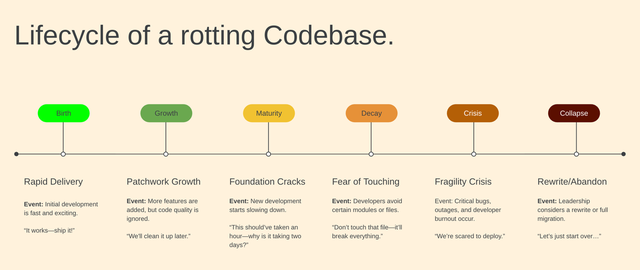 Lifecycle of a rotting Codebase.
Birth
Growth
Maturity
Decay
Crisis
Collapse
Rapid Delivery
Event: Initial development
is fast and exciting.
“It works—ship it!”
Patchwork Growth
Event: More features are
added, but code quality is
ignored.
“We’ll clean it up later.”
Foundation Cracks
Event: New development
starts slowing down.
“This should’ve taken an
hour—why is it taking two
days?”
Fear of Touching
Event: Developers avoid
certain modules or files.
“Don’t touch that file—it’ll
break everything.”
Fragility Crisis
Event: Critical bugs,
outages, and developer
burnout occur.
“We’re scared to deploy.”
Rewrite/Abandon
Event: Leadership
considers a rewrite or full
migration.
“Let’s just start over…”